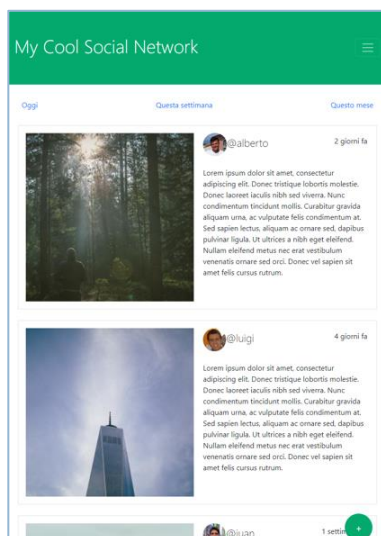 My Cool Social Network
Oggi Questa settimana Questo mese
@alberto 2 giorni fa
Lorem ipsum dolor sit amet, consectetur
adipiscing elit. Donec tristique lobortis molestie.
Donec laoreet iaculis nibh sed viverra. Nunc
condimentum tincidunt mollis. Curabitur gravida
aliquam urna, ac vulputate felis condimentum at.
Sed sapien lectus, aliquam ac ornare sed, dapibus
pulvinar ligula. Ut ultrices a nibh eget eleifend.
Nullam eleifend metus nec erat vestibulum
venenatis ornare sed orci. Donec vel sapien sit
amet felis cursus rutrum.
@luigi 4 giorni fa
Lorem ipsum dolor sit amet, consectetur
adipiscing elit. Donec tristique lobortis molestie.
Donec laoreet iaculis nibh sed viverra. Nunc
condimentum tincidunt mollis. Curabitur gravida
aliquam urna, ac vulputate felis condimentum at.
Sed sapien lectus, aliquam ac ornare sed, dapibus
pulvinar ligula. Ut ultrices a nibh eget eleifend.
Nullam eleifend metus nec erat vestibulum
venenatis ornare sed orci. Donec vel sapien sit
amet felis cursus rutrum.
@juan 1 settim
+